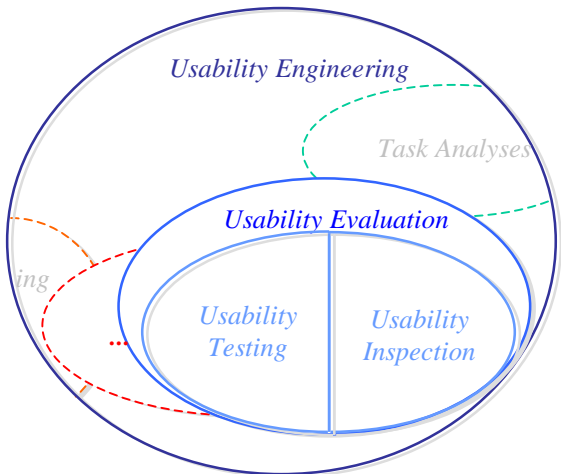 Usability Engineering
Task Analyses
Usability Evaluation
ing
Usability
Testing
Usability
Inspection
...